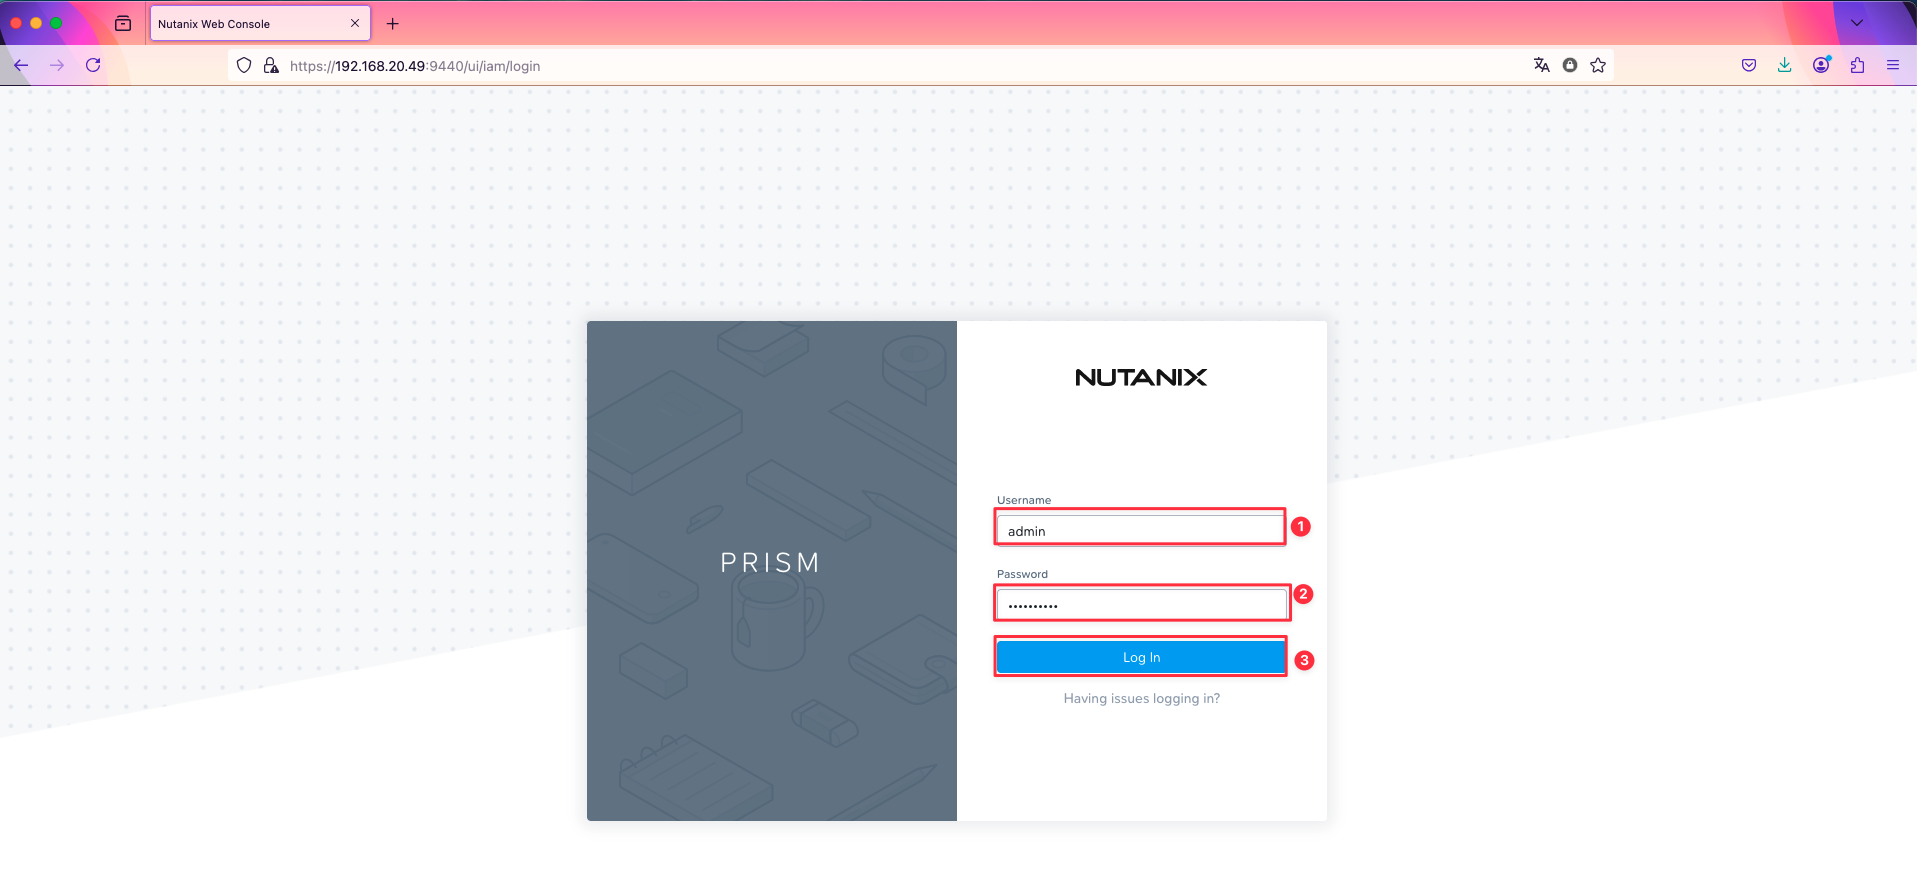 Nutanix Web Console
https://192.168.20.49:9440/ui/iam/login
PRISM
NUTANIX
Username
admin
1
Password
••••••••••
2
Log In
3
Having issues logging in?